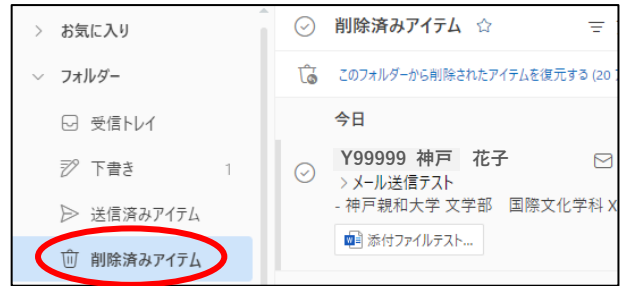 お気に入り
フォルダー
受信トレイ
下書き 1
送信済みアイテム
削除済みアイテム
削除済みアイテム
このフォルダーから削除されたアイテムを復元する (20
今日
Y99999 神戸 花子
>メール送信テスト
- 神戸親和大学 文学部 国際文化学科 X
添付ファイルテスト...